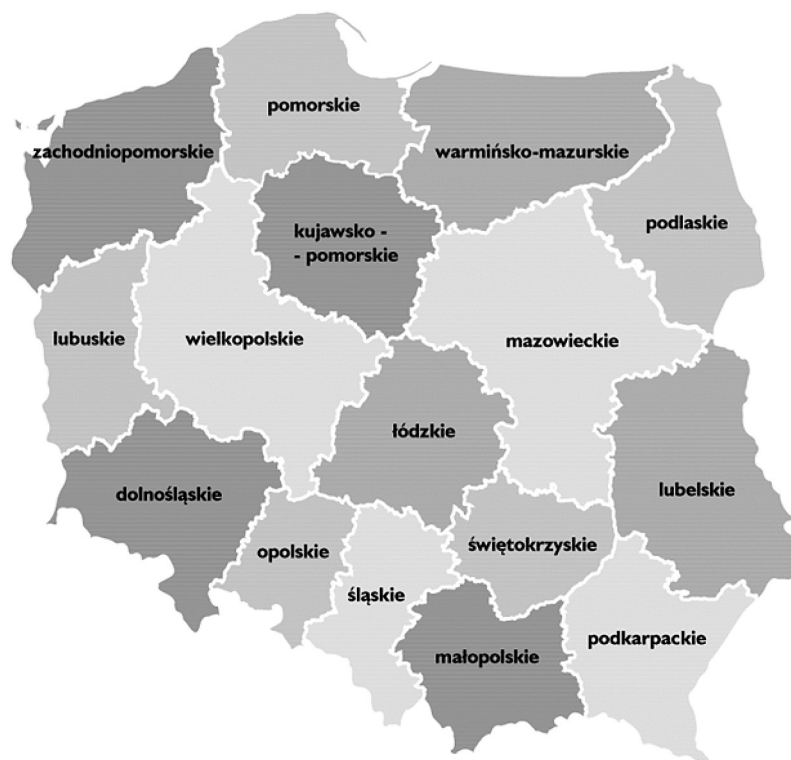 pomorskie
zachodniopomorskie
warmińsko-mazurskie
podlaskie
kujawsko -
- pomorskie
lubuskie
wielkopolskie
mazowieckie
łódzkie
dolnośląskie
lubelskie
opolskie
świętokrzyskie
śląskie
podkarpackie
małopolskie